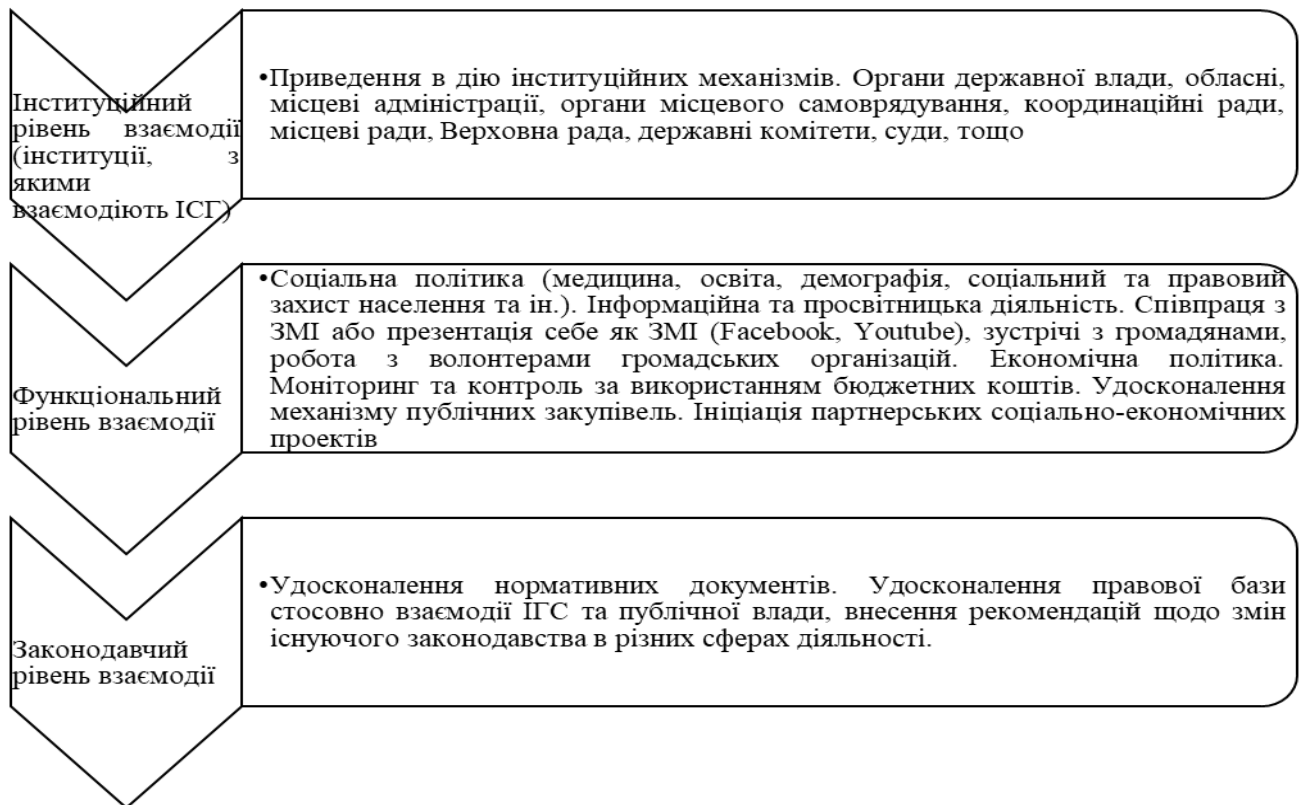 Інституційний
рівень взаємодії
(інституції, з
якими
взаємодіють ІСГ)
•Приведення в дію інституційних механізмів. Органи державної влади, обласні,
місцеві адміністрації, органи місцевого самоврядування, координаційні ради,
місцеві ради, Верховна рада, державні комітети, суди, тощо
Функціональний
рівень взаємодії
•Соціальна політика (медицина, освіта, демографія, соціальний та правовий
захист населення та ін.). Інформаційна та просвітницька діяльність. Співпраця з
ЗМІ або презентація себе як ЗМІ (Facebook, Youtube), зустрічі з громадянами,
робота з волонтерами громадських організацій. Економічна політика.
Моніторинг та контроль за використанням бюджетних коштів. Удосконалення
механізму публічних закупівель. Ініціація партнерських соціально-економічних
проектів
Законодавчий
рівень взаємодії
•Удосконалення нормативних документів. Удосконалення правової бази
стосовно взаємодії ІГС та публічної влади, внесення рекомендацій щодо змін
існуючого законодавства в різних сферах діяльності.